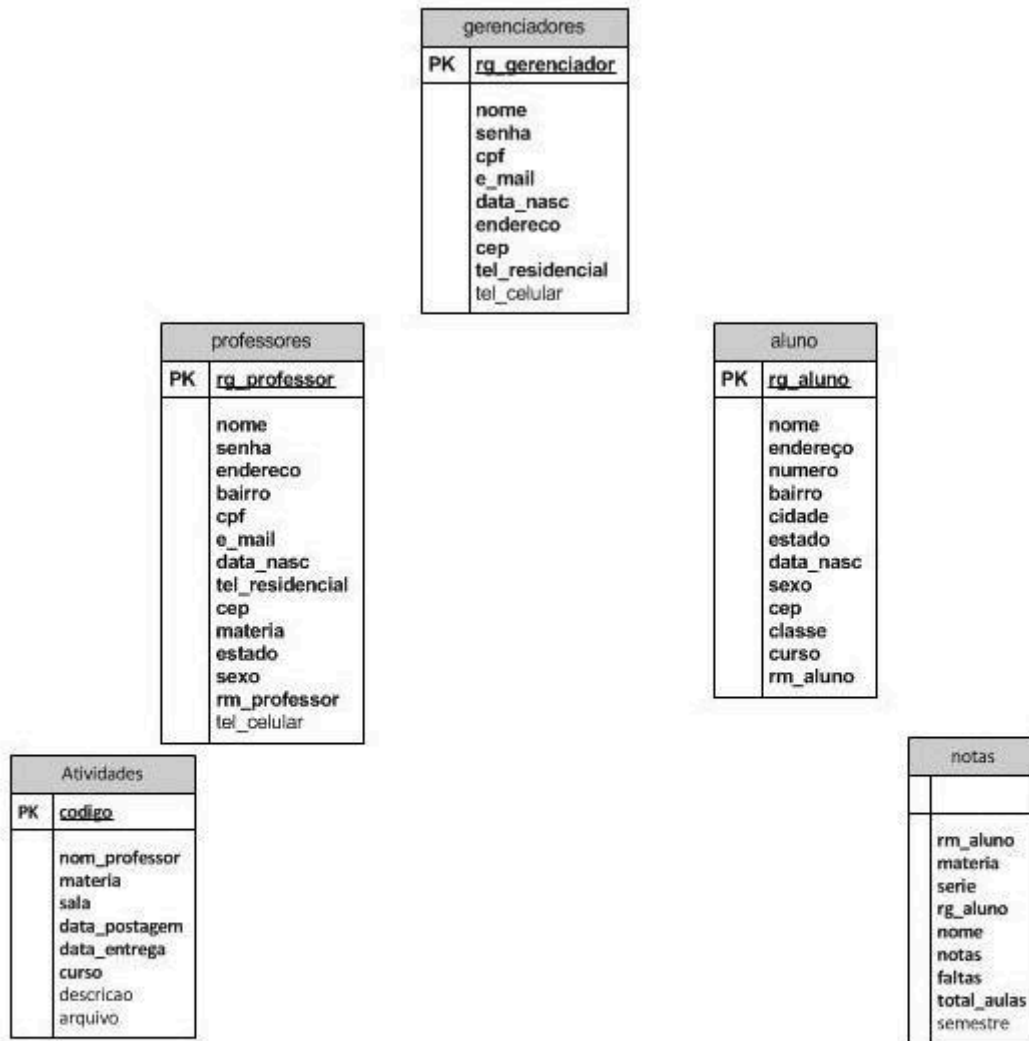 gerenciadores
PK rg_gerenciador
nome
senha
cpf
e_mail
data_nasc
endereco
cep
tel_residencial
tel_celular
professores
PK rg_professor
nome
senha
endereco
bairro
cpf
e_mail
data_nasc
tel_residencial
cep
materia
estado
sexo
rm_professor
tel_celular
aluno
PK rg_aluno
nome
endereço
numero
bairro
cidade
estado
data_nasc
sexo
cep
classe
curso
rm_aluno
Atividades
PK codigo
nom_professor
materia
sala
data_postagem
data_entrega
curso
descricao
arquivo
notas
rm_aluno
materia
serie
rg_aluno
nome
notas
faltas
total_aulas
semestre